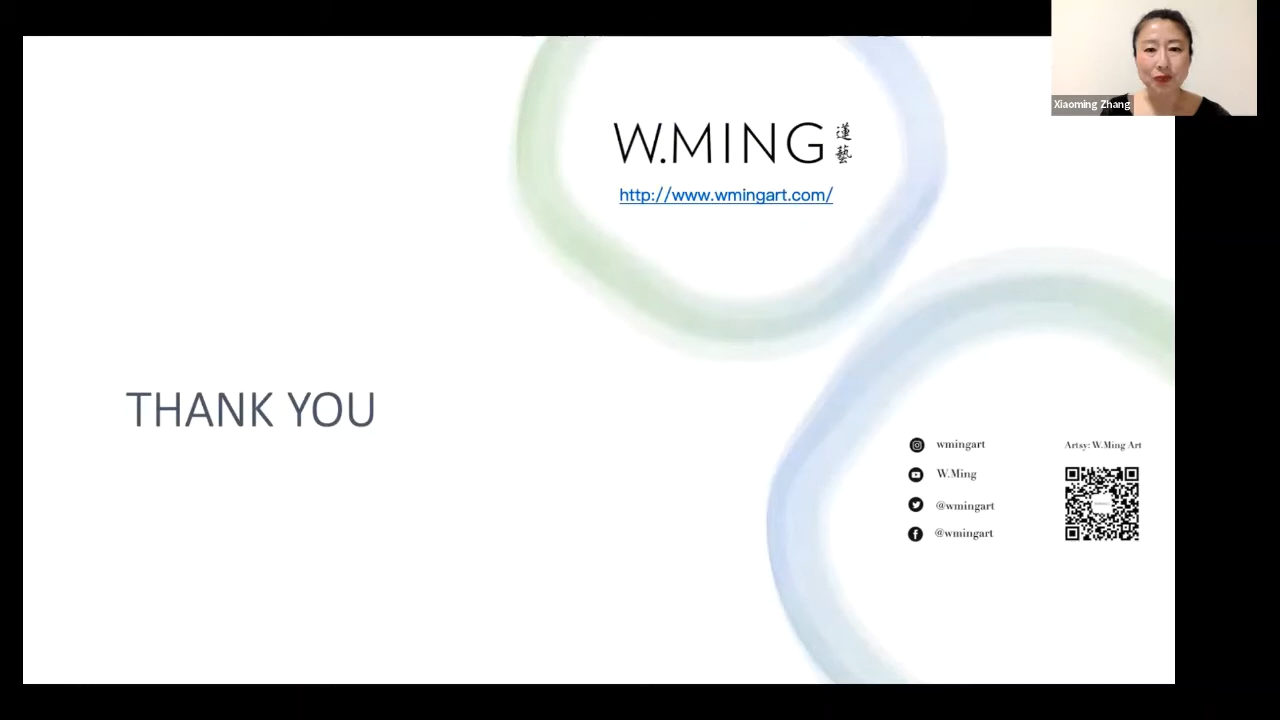 Xiaoming Zhang
W.MING 蓮藝
http://www.wmingart.com/
THANK YOU
wmingart
Artsy: W.Ming Art
W.Ming
@wmingart
@wmingart